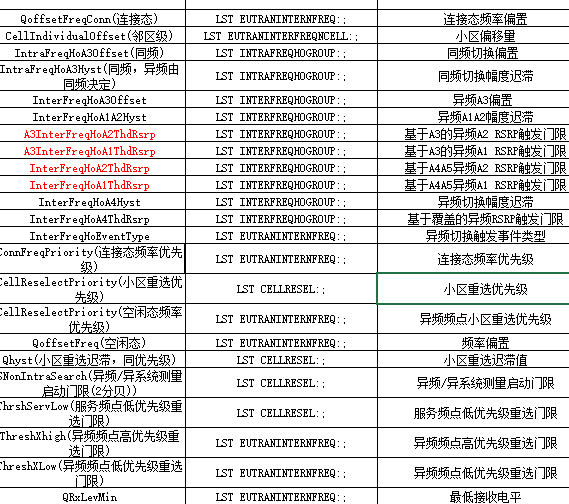 QoffsetFreqConn(连接态) LST EUTRANINTERNFREQ:; 连接态频率偏置
CellIndividualOffset(邻区级) LST EUTRANINTERFREQNCELL:; 小区偏移量
IntraFreqHoA3Offset(同频) LST INTRAFREQHOGROUP:; 同频切换偏置
IntraFreqHoA3Hyst(同频，异频由
同频决定) LST INTRAFREQHOGROUP:; 同频切换幅度迟滞
InterFreqHoA3Offset LST INTERFREQHOGROUP:; 异频A3偏置
InterFreqHoA1A2Hyst LST INTERFREQHOGROUP:; 异频A1A2幅度迟滞
A3InterFreqHoA2ThdRsrp LST INTERFREQHOGROUP:; 基于A3的异频A2 RSRP触发门限
A3InterFreqHoA1ThdRsrp LST INTERFREQHOGROUP:; 基于A3的异频A1 RSRP触发门限
InterFreqHoA2ThdRsrp LST INTERFREQHOGROUP:; 基于A4A5异频A2 RSRP触发门限
InterFreqHoA1ThdRsrp LST INTERFREQHOGROUP:; 基于A4A5异频A1 RSRP触发门限
InterFreqHoA4Hyst LST INTERFREQHOGROUP:; 异频切换幅度迟滞
InterFreqHoA4ThdRsrp LST INTERFREQHOGROUP:; 基于覆盖的异频RSRP触发门限
InterFreqHoEventType LST EUTRANINTERNFREQ:; 异频切换触发事件类型
ConnFreqPriority(连接态频率优先
级) LST EUTRANINTERNFREQ:; 连接态频率优先级
CellReselectPriority(小区重选优
先级) LST CELLRESEL:; 小区重选优先级
CellReselectPriority(空闲态频率
优先级) LST EUTRANINTERNFREQ:; 异频频点小区重选优先级
QoffsetFreq(空闲态) LST EUTRANINTERNFREQ:; 频率偏置
Qhyst(小区重选迟滞，同优先级) LST CELLRESEL:; 小区重选迟滞值
SNonIntraSearch(异频/异系统测量
启动门限(2分贝)) LST CELLRESEL:; 异频/异系统测量启动门限
ThrshServLow(服务频点低优先级重
选门限) LST CELLRESEL:; 服务频点低优先级重选门限
ThreshXhigh(异频频点高优先级重
选门限) LST EUTRANINTERNFREQ:; 异频频点高优先级重选门限
ThreshXLow(异频频点低优先级重选
门限) LST EUTRANINTERNFREQ:; 异频频点低优先级重选门限
QRxLevMin LST EUTRANINTERNFREQ:; 最低接收电平